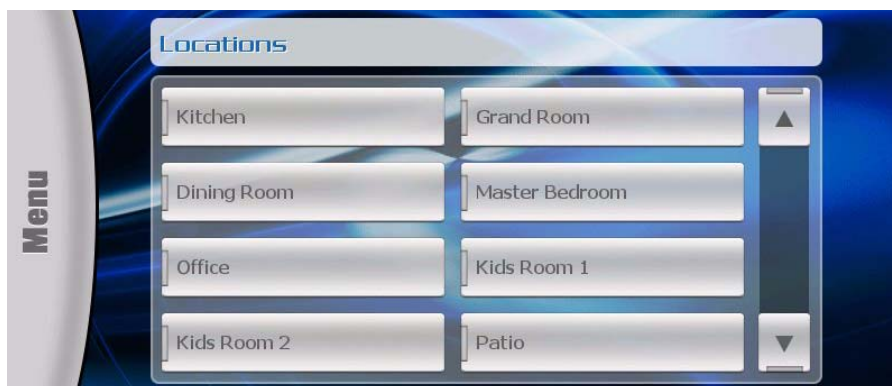 Menu
Locations
Kitchen
Grand Room
Dining Room
Master Bedroom
Office
Kids Room 1
Kids Room 2
Patio